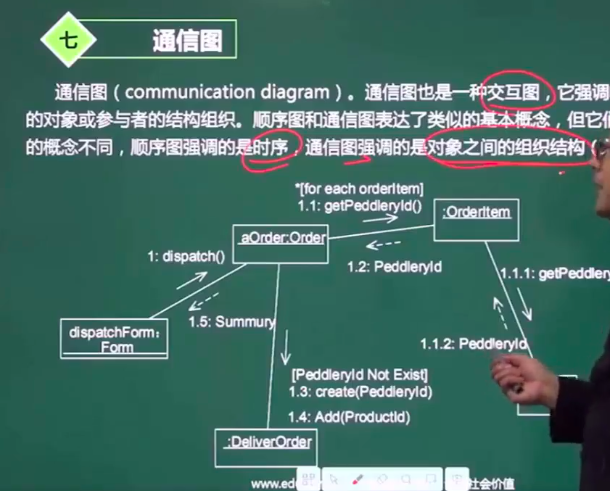 七 通信图
通信图（communication diagram）。通信图也是一种交互图，它强调
的对象或参与者的结构组织。顺序图和通信图表达了类似的基本概念，但它们
的概念不同，顺序图强调的是时序，通信图强调的是对象之间的组织结构（
*[for each orderItem]
1.1: getPeddleryId()
:OrderItem
aOrder:Order
1: dispatch()
1.2: PeddleryId
1.1.1: getPeddlery
1.5: Summury
dispatchForm:
Form
1.1.2: PeddleryId
[PeddleryId Not Exist]
1.3: create(PeddleryId)
1.4: Add(ProductId)
:DeliverOrder
www.ed
社会价值